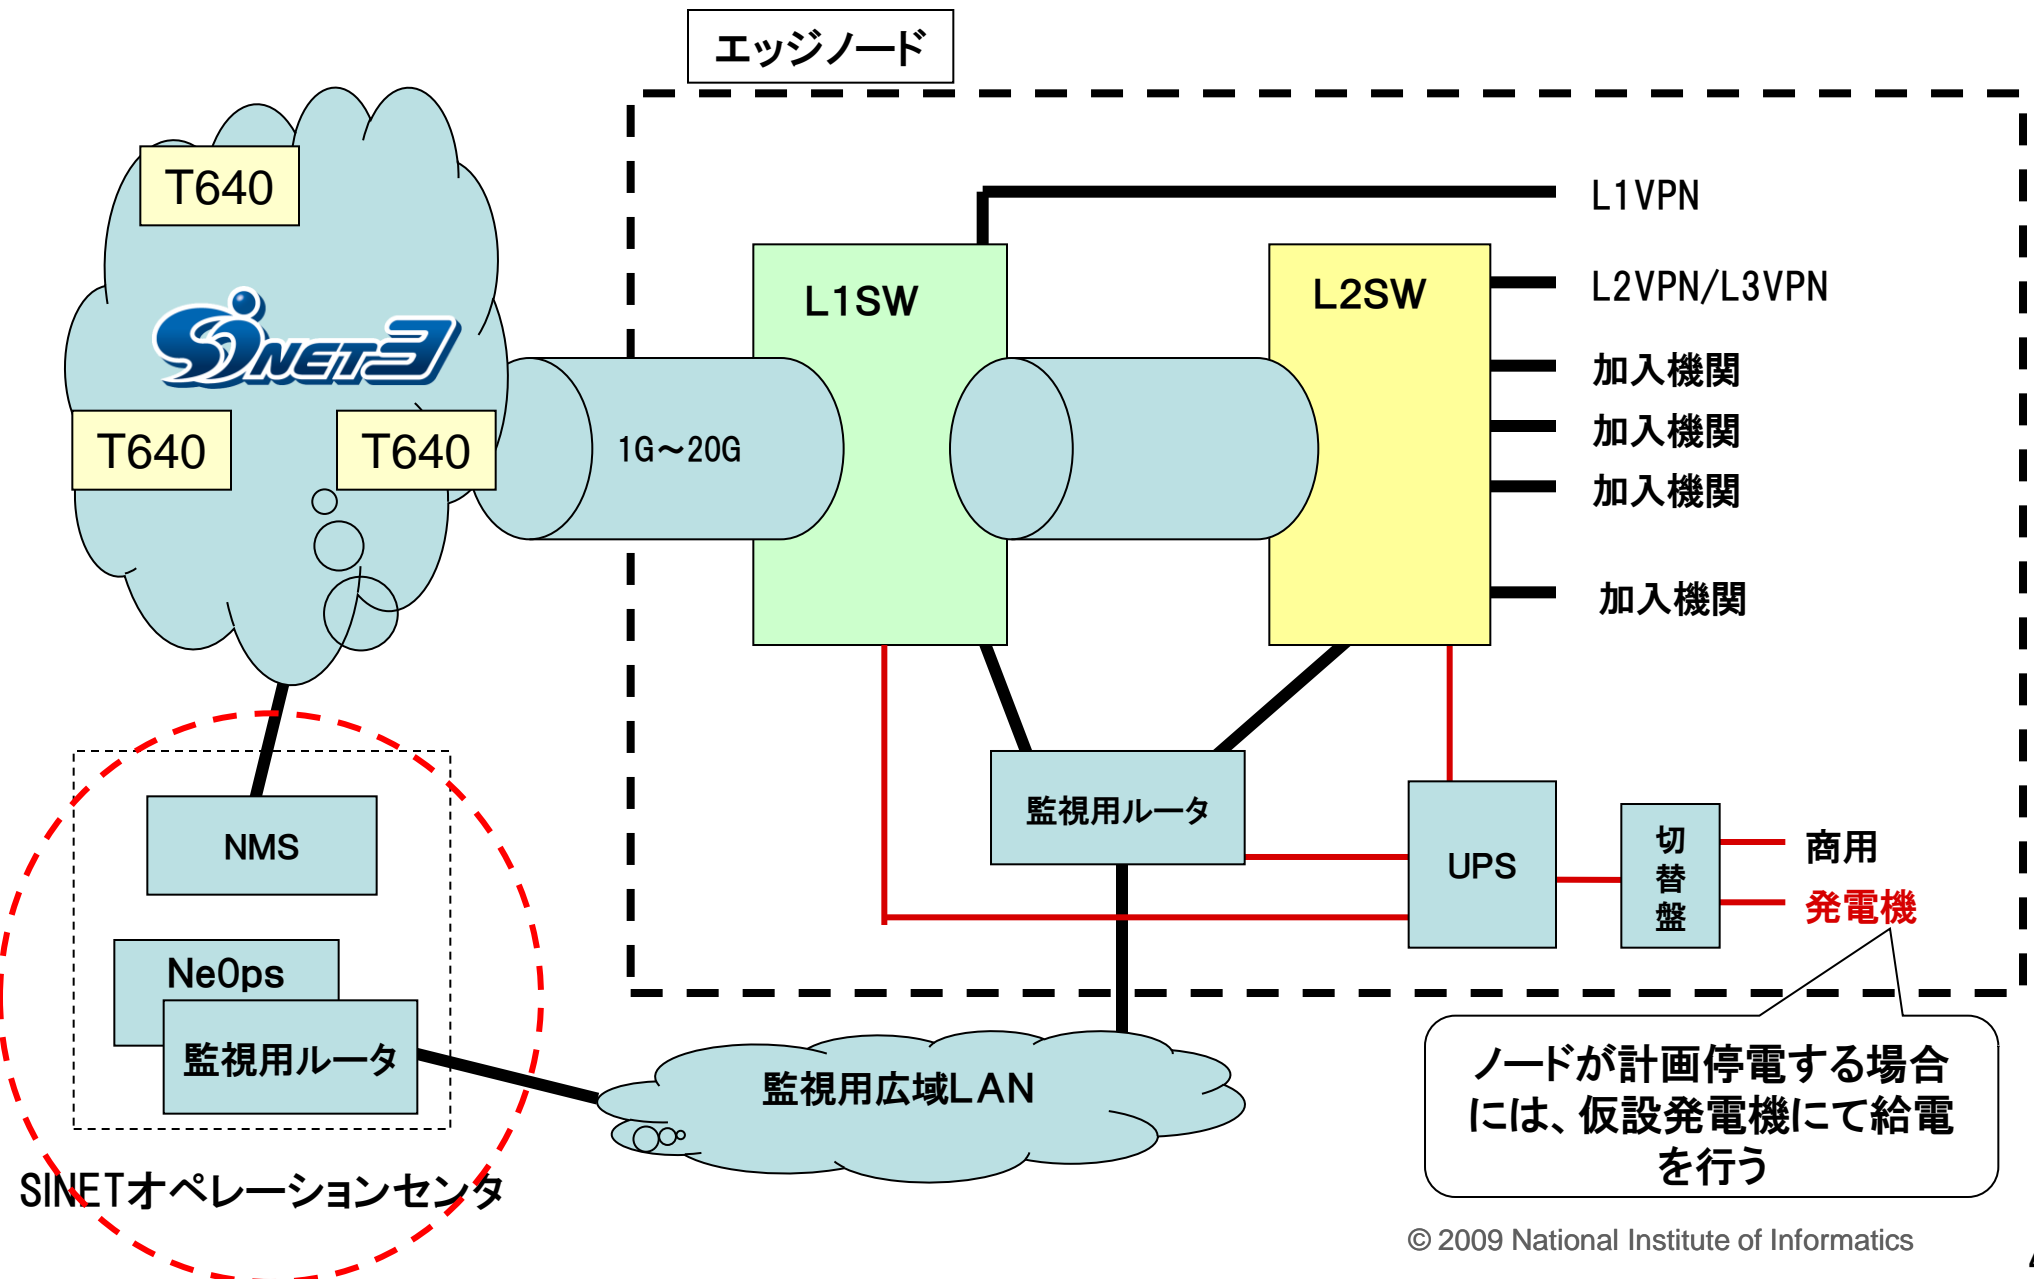 エッジノード
T640
L1VPN
L1SW
L2SW
L2VPN/L3VPN
SINET3
加入機関
T640
T640
1G～20G
加入機関
加入機関
加入機関
監視用ルータ
NMS
UPS
切
替
盤
商用
発電機
NeOps
監視用ルータ
監視用広域LAN
ノードが計画停電する場合
には、仮設発電機にて給電
を行う
SINETオペレーションセンタ
© 2009 National Institute of Informatics